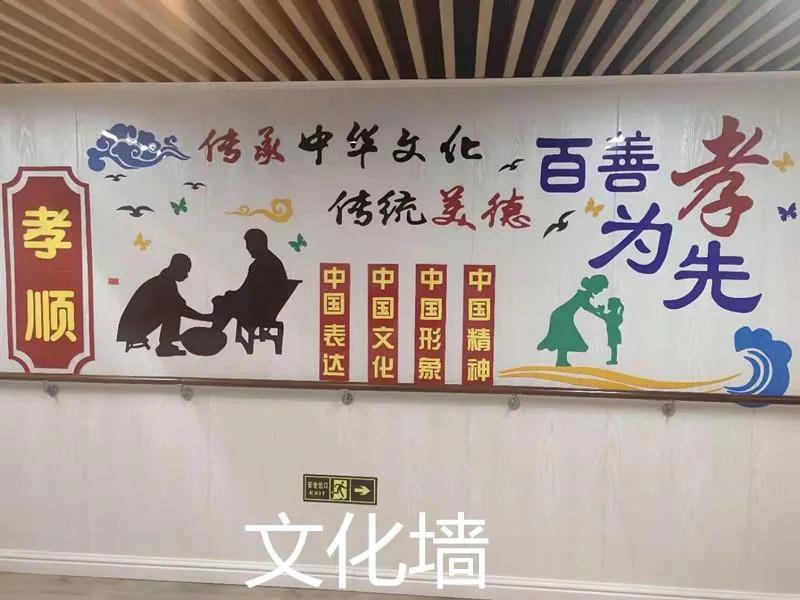 传承中华文化
传统美德
百善孝
为先
孝顺
中国表达
中国文化
中国形象
中国精神
安全出口
EXIT
文化墙